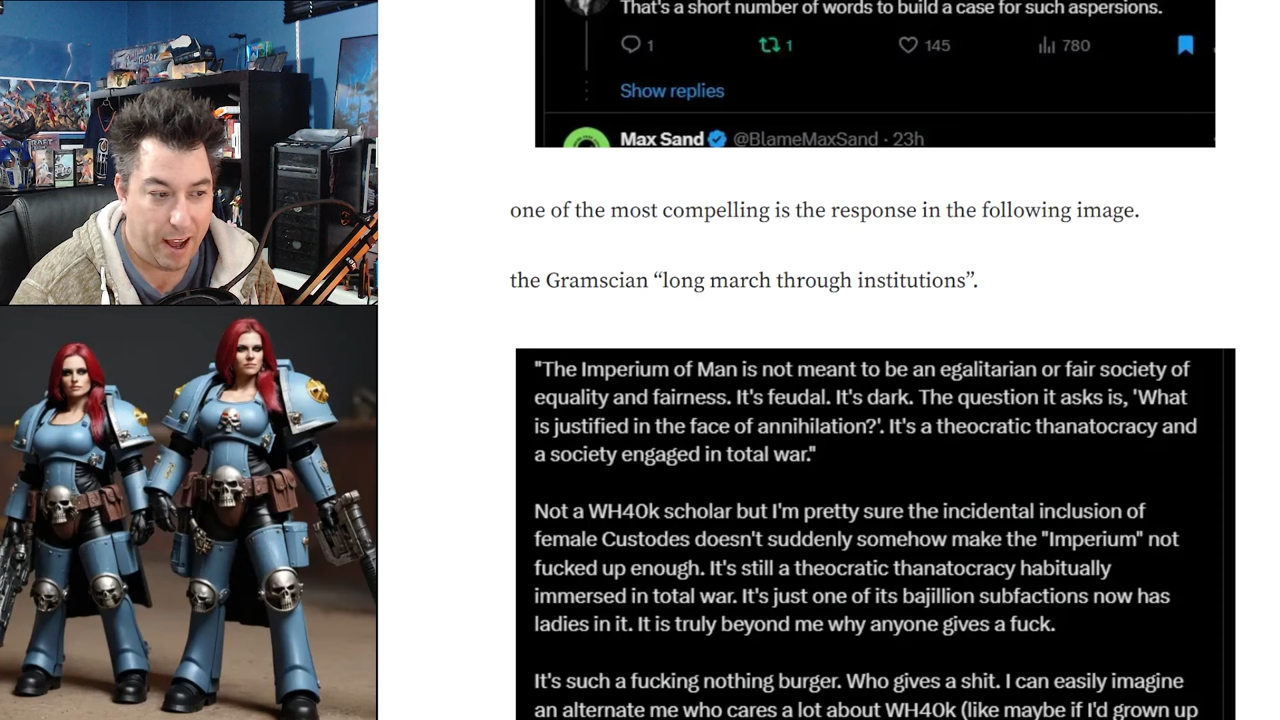 That's a short number of words to build a case for such aspersions.
1 1 145 780
Show replies
Max Sand @BlameMaxSand · 23h
one of the most compelling is the response in the following image.
the Gramscian “long march through institutions”.
"The Imperium of Man is not meant to be an egalitarian or fair society of
equality and fairness. It's feudal. It's dark. The question it asks is, 'What
is justified in the face of annihilation?'. It's a theocratic thanatocracy and
a society engaged in total war."
Not a WH40k scholar but I'm pretty sure the incidental inclusion of
female Custodes doesn't suddenly somehow make the "Imperium" not
fucked up enough. It's still a theocratic thanatocracy habitually
immersed in total war. It's just one of its bajillion subfactions now has
ladies in it. It is truly beyond me why anyone gives a fuck.
It's such a fucking nothing burger. Who gives a shit. I can easily imagine
an alternate me who cares a lot about WH40k (like maybe if I'd grown up